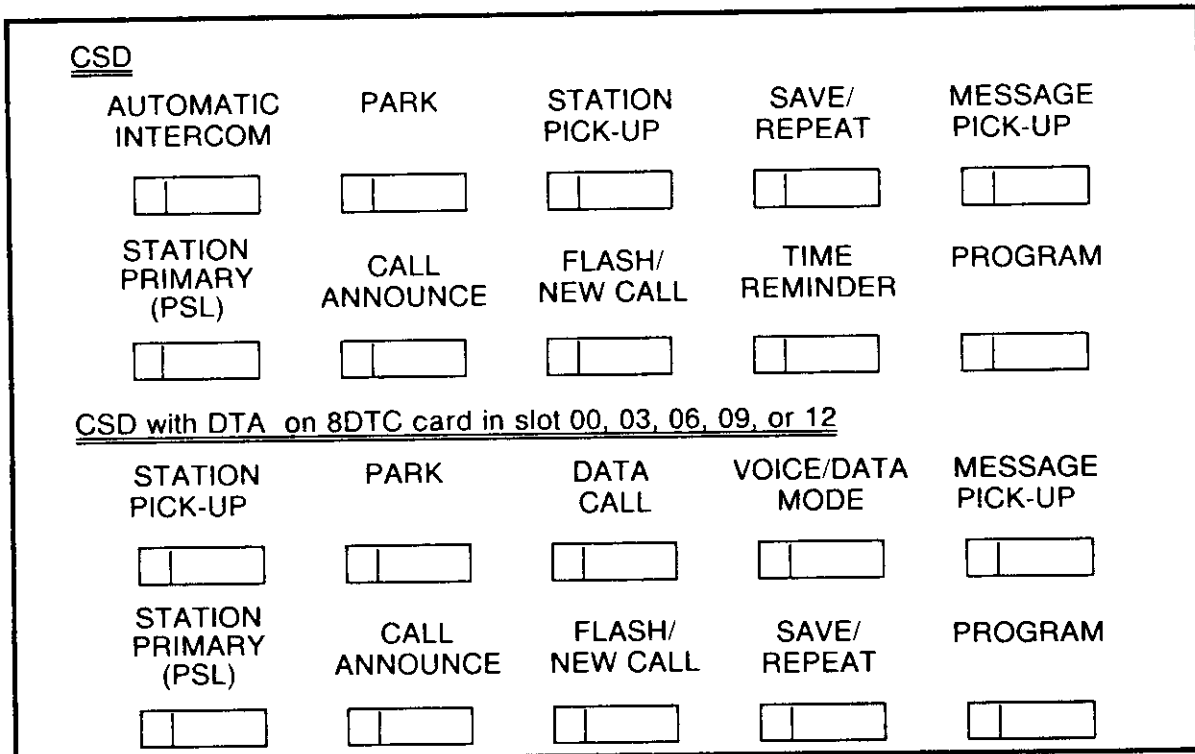 CSD
AUTOMATIC INTERCOM
PARK
STATION PICK-UP
SAVE/ REPEAT
MESSAGE PICK-UP
STATION PRIMARY (PSL)
CALL ANNOUNCE
FLASH/ NEW CALL
TIME REMINDER
PROGRAM
CSD with DTA on 8DTC card in slot 00, 03, 06, 09, or 12
STATION PICK-UP
PARK
DATA CALL
VOICE/DATA MODE
MESSAGE PICK-UP
STATION PRIMARY (PSL)
CALL ANNOUNCE
FLASH/ NEW CALL
SAVE/ REPEAT
PROGRAM